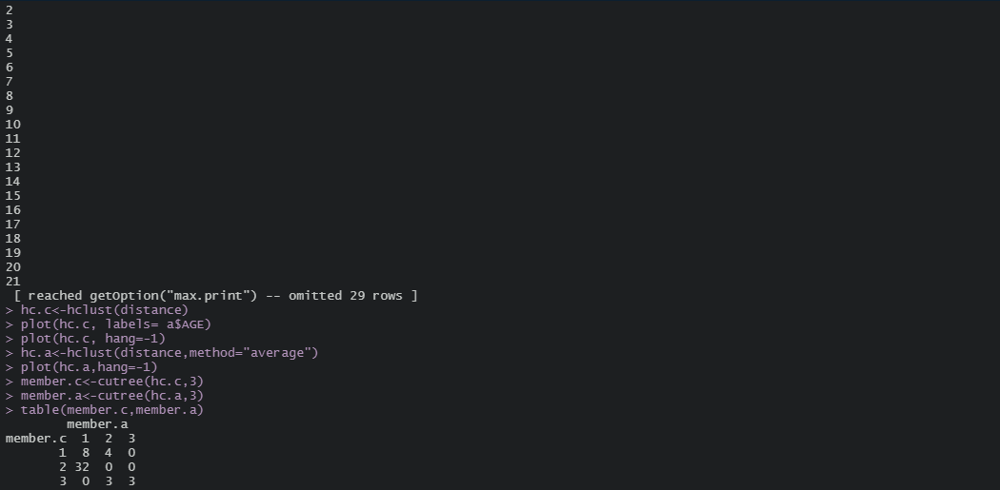 2
3
4
5
6
7
8
9
10
11
12
13
14
15
16
17
18
19
20
21
 [ reached getOption("max.print") -- omitted 29 rows ]
> hc.c<-hclust(distance)
> plot(hc.c, labels= a$AGE)
> plot(hc.c, hang=-1)
> hc.a<-hclust(distance,method="average")
> plot(hc.a,hang=-1)
> member.c<-cutree(hc.c,3)
> member.a<-cutree(hc.a,3)
> table(member.c,member.a)
        member.a
member.c  1  2  3
       1  8  4  0
       2 32  0  0
       3  0  3  3